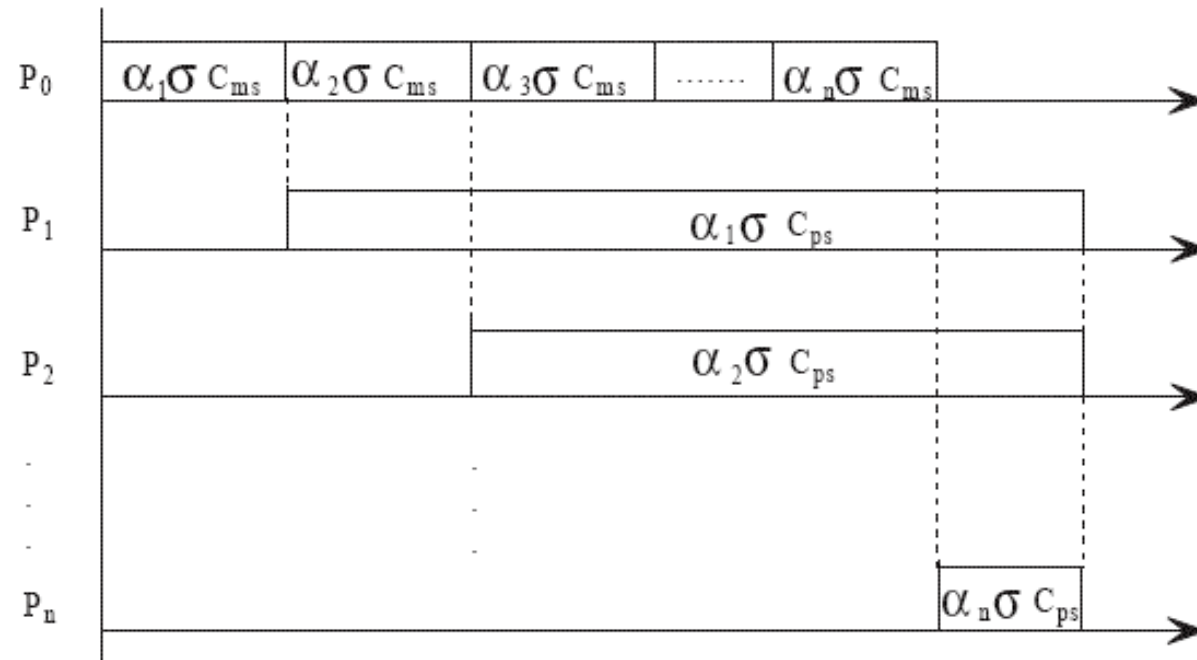 P₀ α₁σ Cₘₛ α₂σ Cₘₛ α₃σ Cₘₛ ....... αₙσ Cₘₛ
P₁ α₁σ Cₚₛ
P₂ α₂σ Cₚₛ
Pₙ αₙσ Cₚₛ